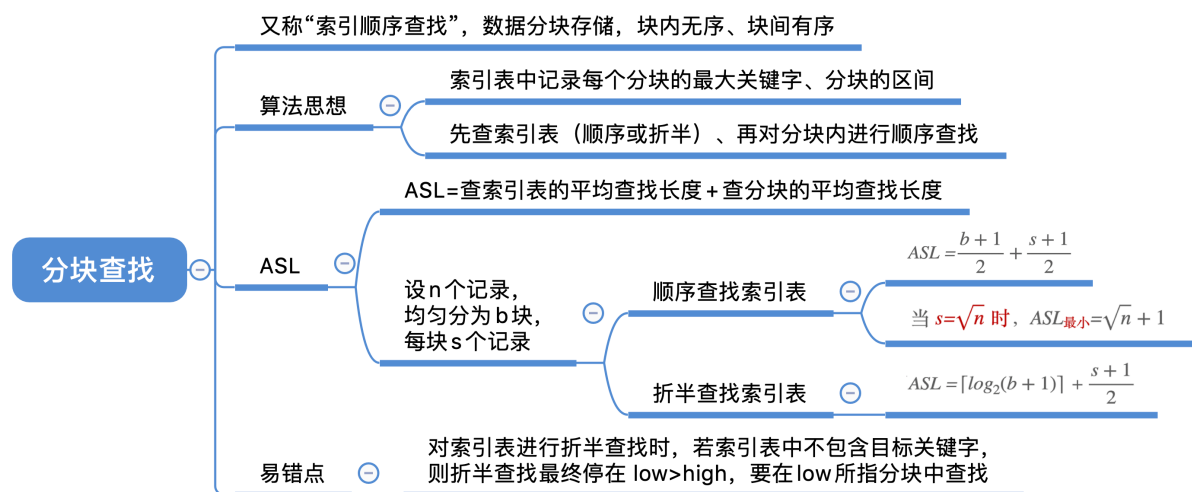 又称“索引顺序查找”，数据分块存储，块内无序、块间有序
算法思想
索引表中记录每个分块的最大关键字、分块的区间
先查索引表（顺序或折半）、再对分块内进行顺序查找
分块查找
ASL
ASL=查索引表的平均查找长度+查分块的平均查找长度
设n个记录，
均匀分为b块，
每块s个记录
顺序查找索引表
ASL=\frac{b+1}{2}+\frac{s+1}{2}
当 s=\sqrt{n} 时，ASL最小=\sqrt{n}+1
折半查找索引表
ASL=⌈log₂(b+1)⌉+\frac{s+1}{2}
易错点
对索引表进行折半查找时，若索引表中不包含目标关键字，
则折半查找最终停在 low>high，要在low所指分块中查找